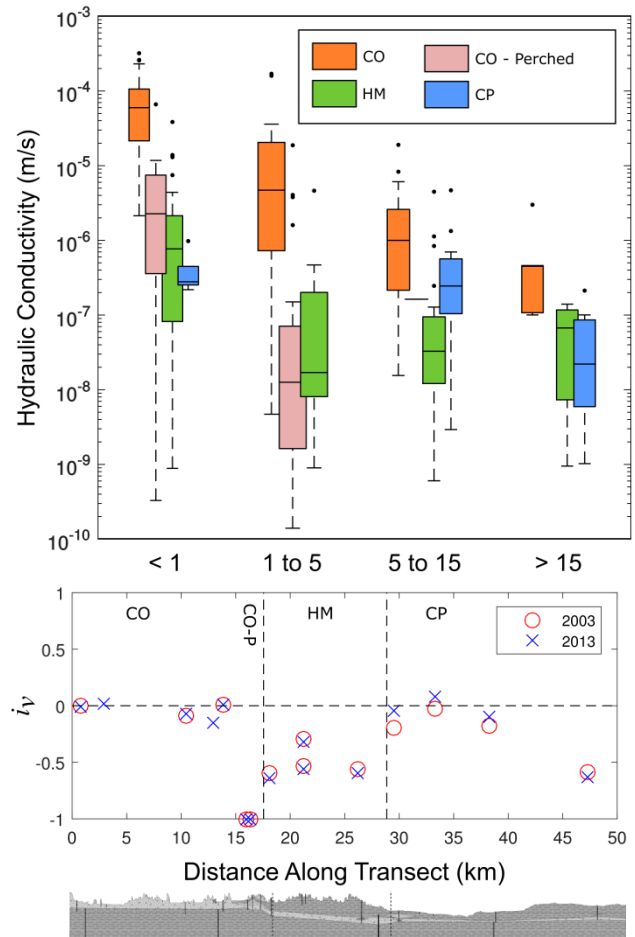 CO
CO - Perched
HM
CP
Hydraulic Conductivity (m/s)
10-3
10-4
10-5
10-6
10-7
10-8
10-9
10-10
< 1
1 to 5
5 to 15
> 15
CO
CO-P
HM
CP
2003
2013
iv
1
0.5
0
-0.5
-1
0
5
10
15
20
25
30
35
40
45
50
Distance Along Transect (km)